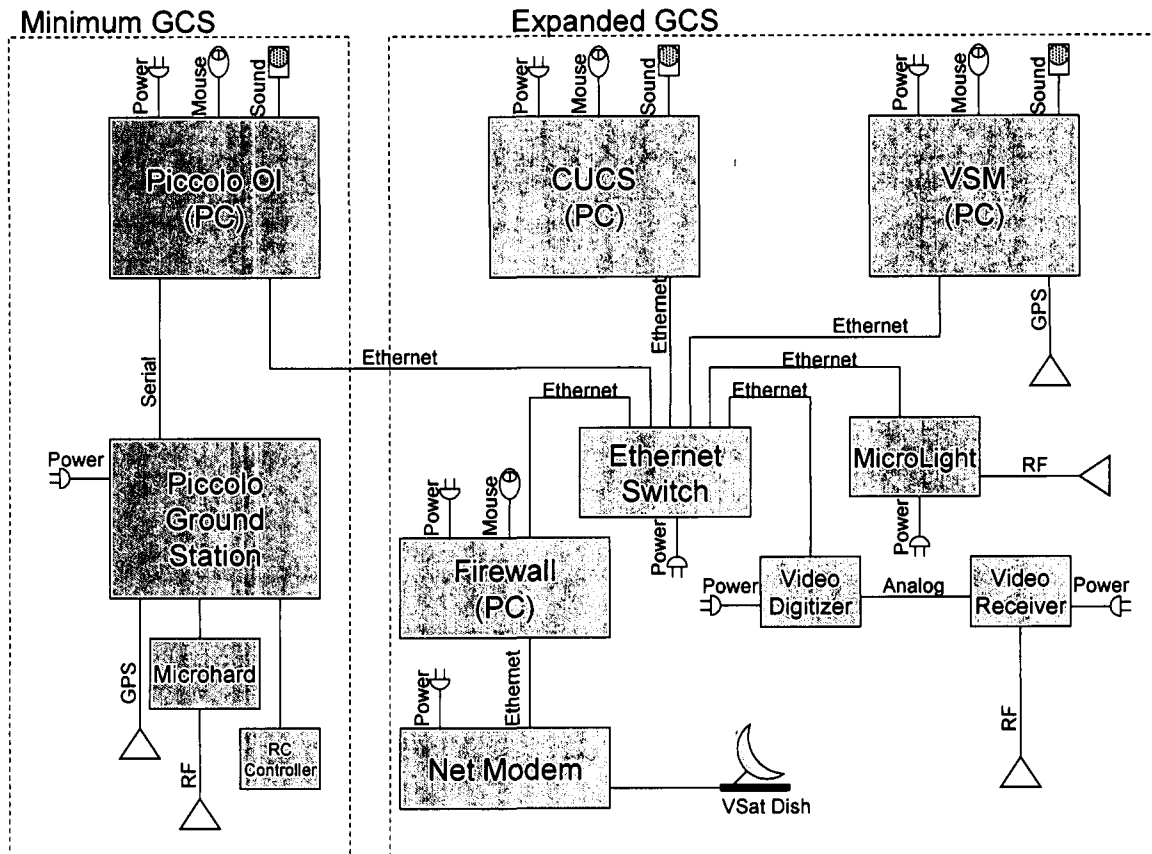 Minimum GCS
Expanded GCS
Power
Mouse
Sound
Power
Mouse
Sound
Power
Mouse
Sound
Piccolo OI
(PC)
CUCS
(PC)
VSM
(PC)
Serial
Ethernet
Ethernet
Ethernet
GPS
Ethernet
Ethernet
Power
Piccolo
Ground
Station
Ethernet
Switch
MicroLight
RF
Power
Mouse
Power
Power
Firewall
(PC)
Power
Video
Digitizer
Analog
Video
Receiver
Power
GPS
Microhard
RF
RC
Controller
Power
Ethernet
Net Modem
VSat Dish
RF